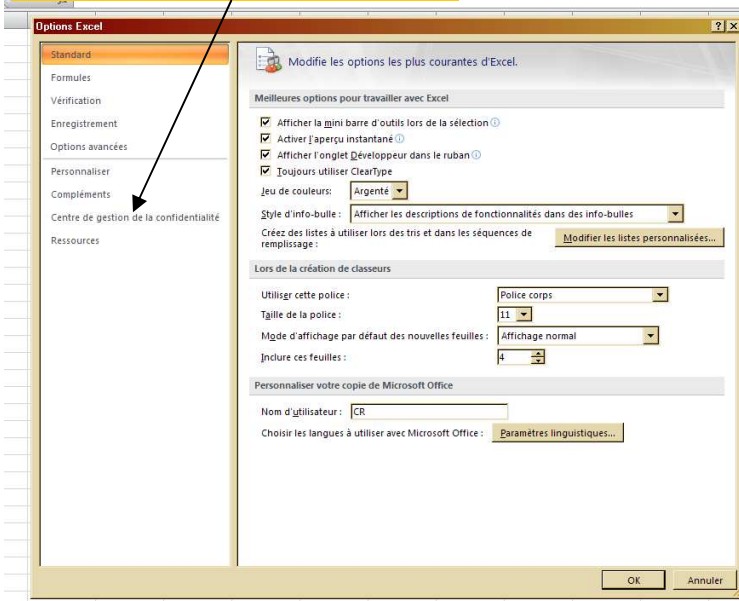 Options Excel
Standard
Formules
Vérification
Enregistrement
Options avancées
Personnaliser
Compléments
Centre de gestion de la confidentialité
Ressources
Modifie les options les plus courantes d'Excel.
Meilleures options pour travailler avec Excel
Afficher la mini barre d'outils lors de la sélection
Activer l'aperçu instantané
Afficher l'onglet Développeur dans le ruban
Toujours utiliser ClearType
Jeu de couleurs: Argenté
Style d'info-bulle : Afficher les descriptions de fonctionnalités dans des info-bulles
Créez des listes à utiliser lors des tris et dans les séquences de
remplissage : Modifier les listes personnalisées...
Lors de la création de classeurs
Utiliser cette police : Police corps
Taille de la police : 11
Mode d'affichage par défaut des nouvelles feuilles : Affichage normal
Inclure ces feuilles : 4
Personnaliser votre copie de Microsoft Office
Nom d'utilisateur : CR
Choisir les langues à utiliser avec Microsoft Office : Paramètres linguistiques...
OK Annuler